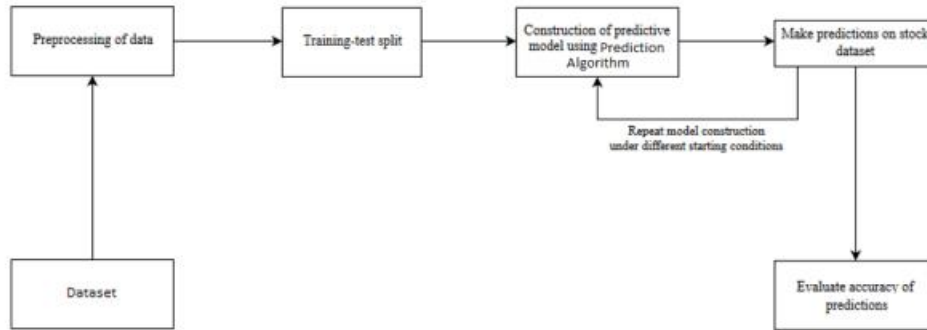 Preprocessing of data
Training-test split
Construction of predictive
model using Prediction
Algorithm
Make predictions on stock
dataset
Repeat model construction
under different starting conditions
Dataset
Evaluate accuracy of
predictions